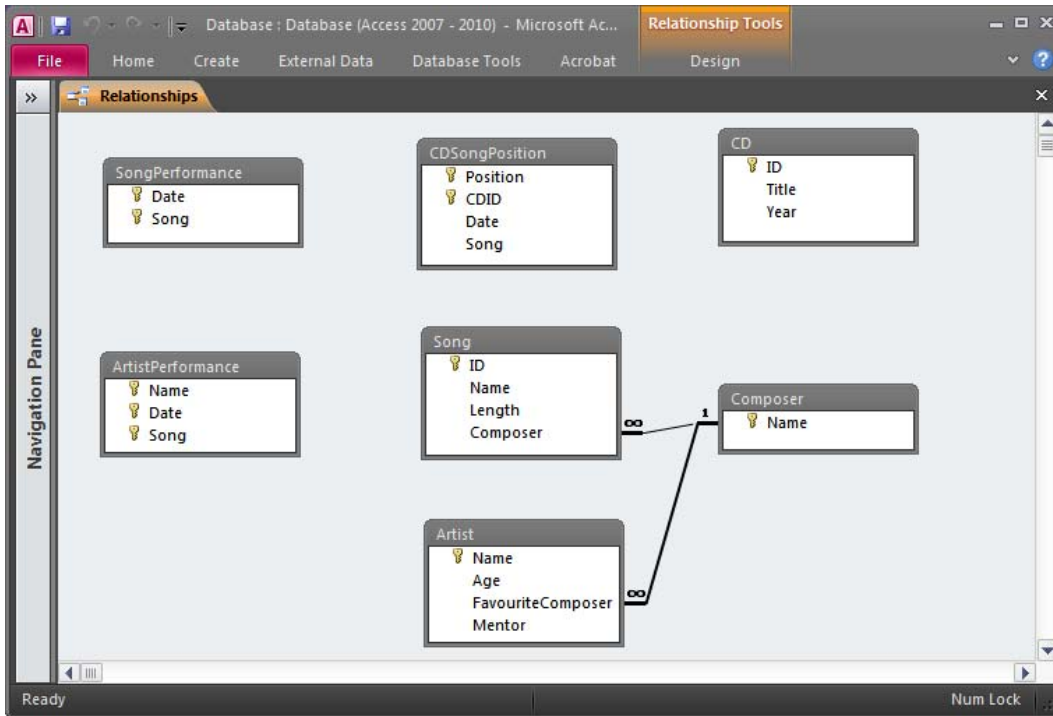 A Database : Database (Access 2007 - 2010) - Microsoft Ac... Relationship Tools
File Home Create External Data Database Tools Acrobat Design ?
» Relationships ×
Navigation Pane
SongPerformance
Date
Song
CDSongPosition
Position
CDID
Date
Song
CD
ID
Title
Year
ArtistPerformance
Name
Date
Song
Song
ID
Name
Length
Composer
∞
1
Composer
Name
Artist
Name
Age
FavouriteComposer
Mentor
∞
Ready Num Lock